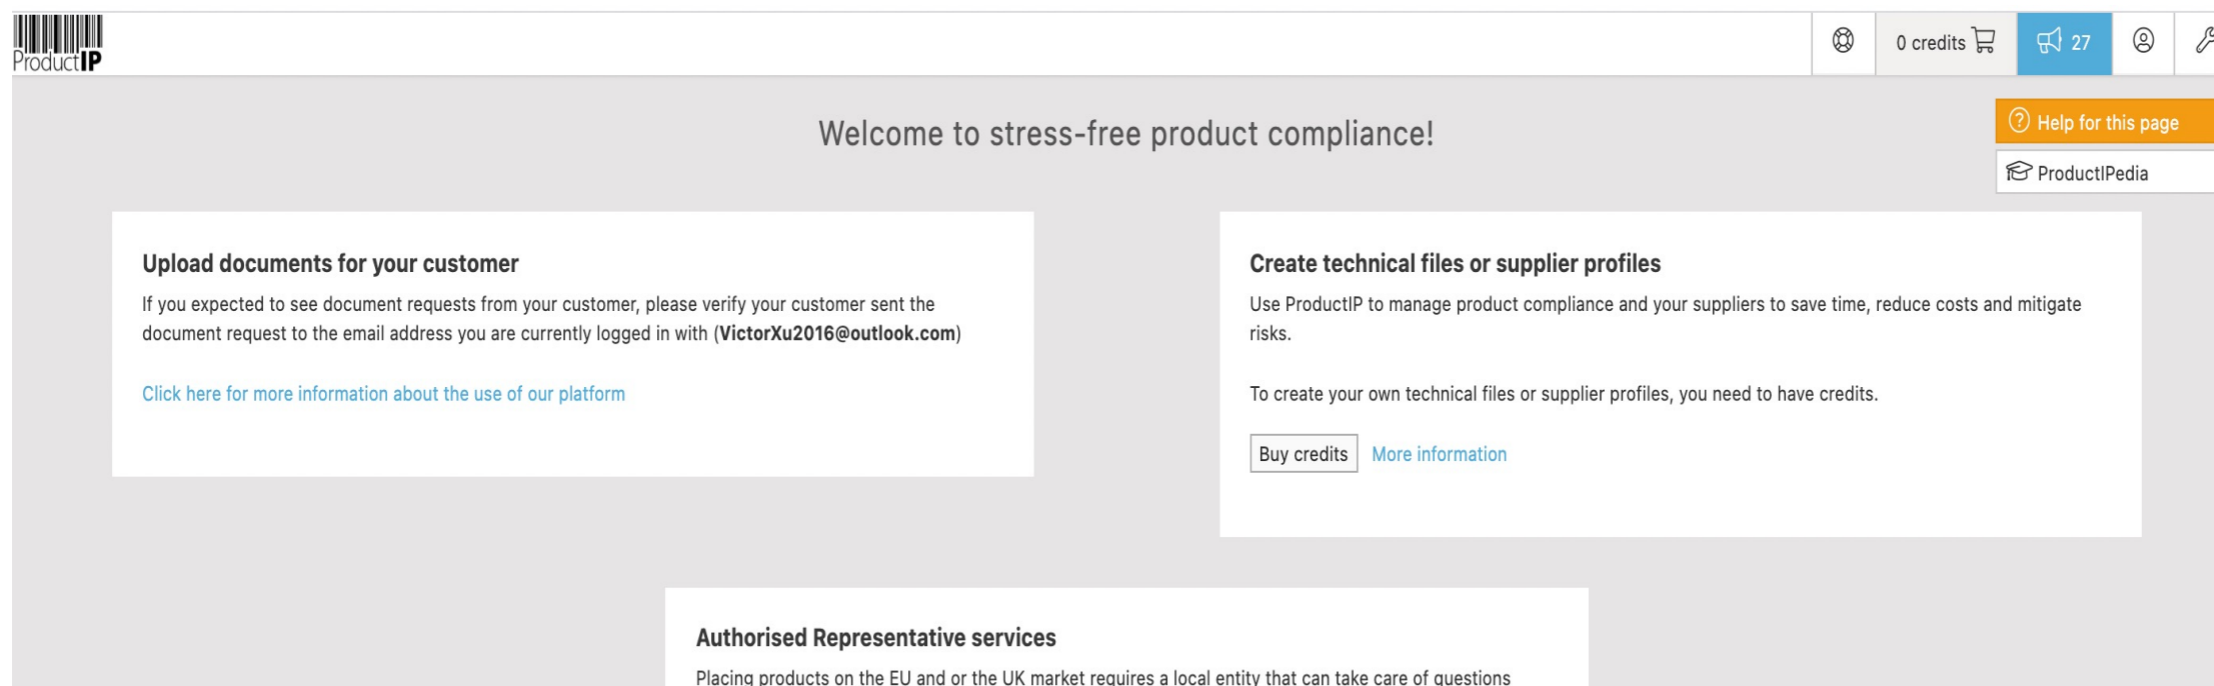 ProductIP
0 credits
27
Help for this page
ProductIPedia
Welcome to stress-free product compliance!
Upload documents for your customer
If you expected to see document requests from your customer, please verify your customer sent the
document request to the email address you are currently logged in with (VictorXu2016@outlook.com)
Click here for more information about the use of our platform
Create technical files or supplier profiles
Use ProductIP to manage product compliance and your suppliers to save time, reduce costs and mitigate
risks.
To create your own technical files or supplier profiles, you need to have credits.
Buy credits More information
Authorised Representative services
Placing products on the EU and or the UK market requires a local entity that can take care of questions